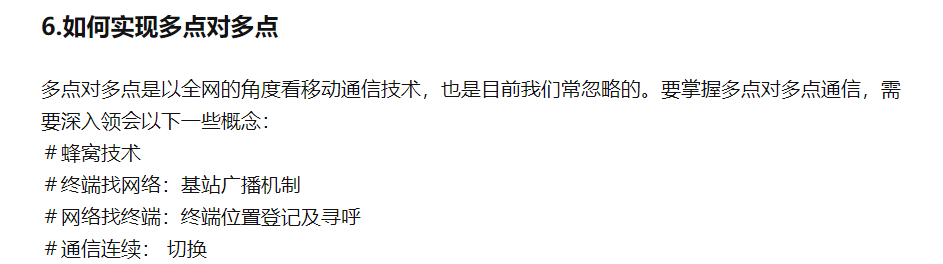 6.如何实现多点对多点
多点对多点是以全网的角度看移动通信技术，也是目前我们常忽略的。要掌握多点对多点通信，需
要深入领会以下一些概念：
＃蜂窝技术
＃终端找网络：基站广播机制
＃网络找终端：终端位置登记及寻呼
＃通信连续： 切换